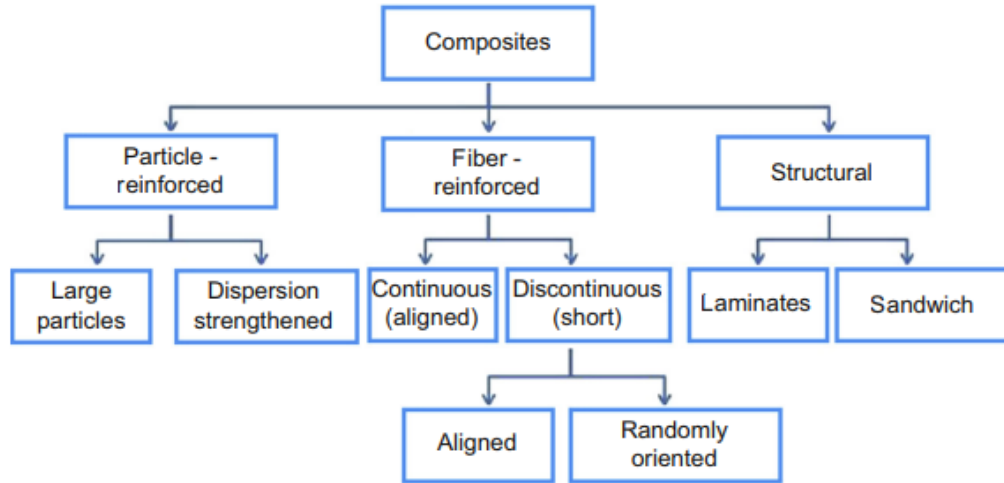 Composites
Particle -
reinforced
Fiber -
reinforced
Structural
Large
particles
Dispersion
strengthened
Continuous
(aligned)
Discontinuous
(short)
Laminates
Sandwich
Aligned
Randomly
oriented